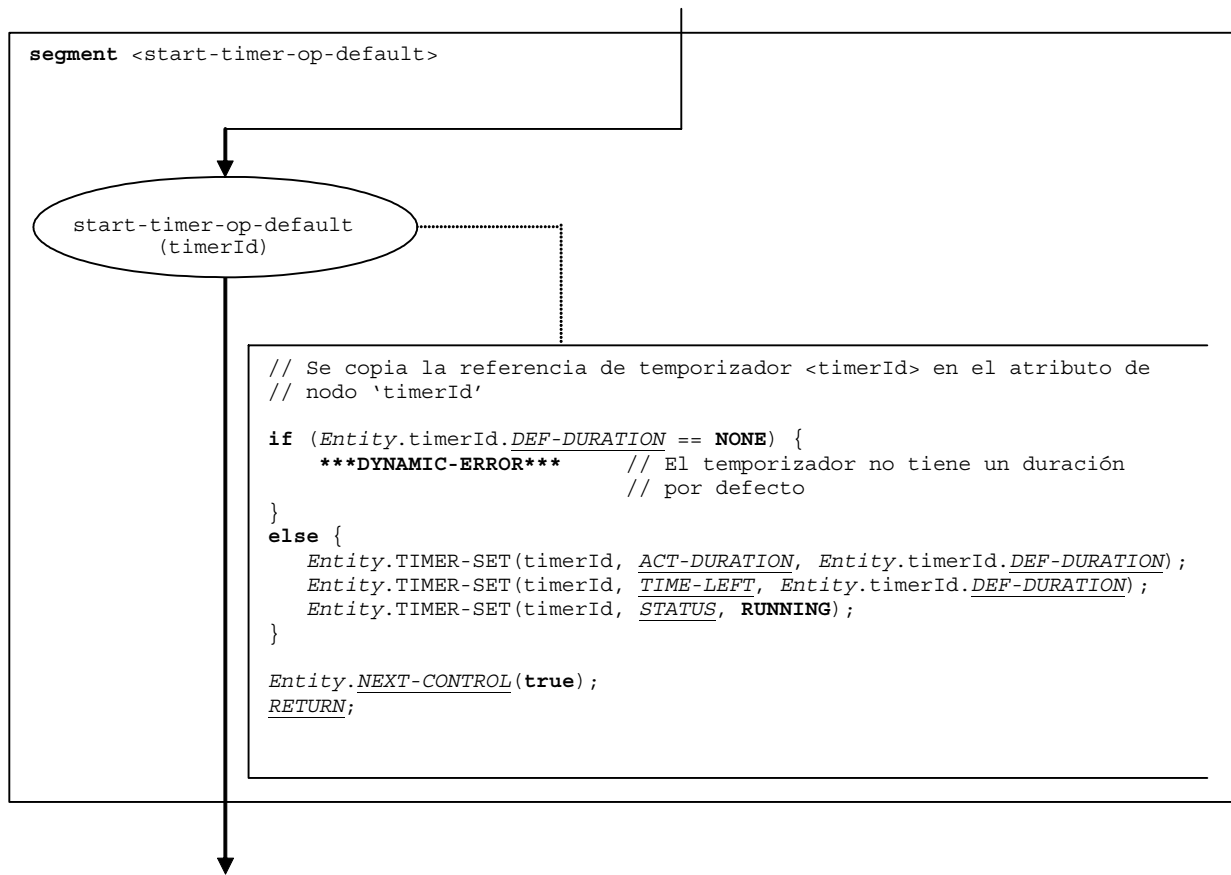 segment <start-timer-op-default>
start-timer-op-default
(timerId)
// Se copia la referencia de temporizador <timerId> en el atributo de
// nodo ‘timerId’
if (Entity.timerId.DEF-DURATION == NONE) {
***DYNAMIC-ERROR*** // El temporizador no tiene un duración
// por defecto
}
else {
Entity.TIMER-SET(timerId, ACT-DURATION, Entity.timerId.DEF-DURATION);
Entity.TIMER-SET(timerId, TIME-LEFT, Entity.timerId.DEF-DURATION);
Entity.TIMER-SET(timerId, STATUS, RUNNING);
}
Entity.NEXT-CONTROL(true);
RETURN;